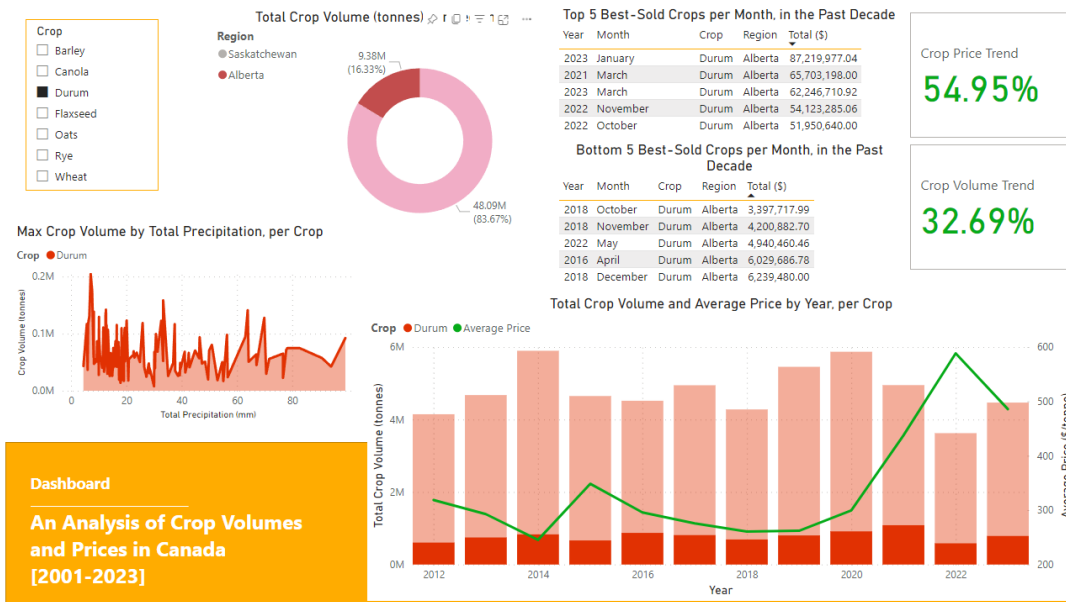 Crop
Barley
Canola
Durum
Flaxseed
Oats
Rye
Wheat
Total Crop Volume (tonnes)
Region
Saskatchewan
Alberta
9.38M
(16.33%)
48.09M
(83.67%)
Top 5 Best-Sold Crops per Month, in the Past Decade
Year Month Crop Region Total ($)
2023 January Durum Alberta 87,219,977.04
2021 March Durum Alberta 65,703,198.00
2023 March Durum Alberta 62,246,710.92
2022 November Durum Alberta 54,123,285.06
2022 October Durum Alberta 51,950,640.00
Bottom 5 Best-Sold Crops per Month, in the Past
Decade
Year Month Crop Region Total ($)
2018 October Durum Alberta 3,397,717.99
2018 November Durum Alberta 4,200,882.70
2022 May Durum Alberta 4,940,460.46
2016 April Durum Alberta 6,029,686.78
2018 December Durum Alberta 6,239,480.00
Crop Price Trend
54.95%
Crop Volume Trend
32.69%
Max Crop Volume by Total Precipitation, per Crop
Crop Durum
Crop Volume (tonnes)
0.2M
0.1M
0.0M
0 20 40 60 80
Total Precipitation (mm)
Total Crop Volume and Average Price by Year, per Crop
Crop Durum Average Price
Total Crop Volume (tonnes)
6M
4M
2M
0M
600
500
400
300
200
Average Price ($/tonne)
2012 2014 2016 2018 2020 2022
Year
Dashboard
An Analysis of Crop Volumes
and Prices in Canada
[2001-2023]